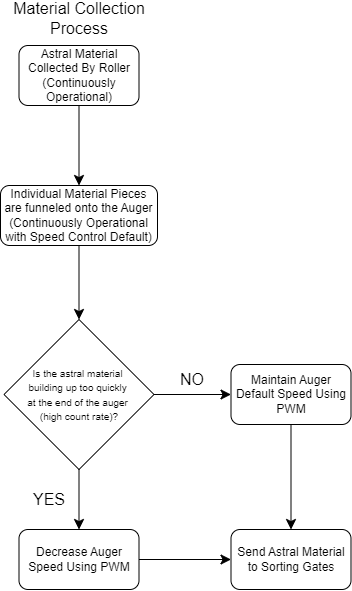 Material Collection
Process
Astral Material
Collected By Roller
(Continuously
Operational)
Individual Material Pieces
are funneled onto the Auger
(Continuously Operational
with Speed Control Default)
Is the astral material
building up too quickly
at the end of the auger
(high count rate)?
NO
Maintain Auger
Default Speed Using
PWM
YES
Decrease Auger
Speed Using PWM
Send Astral Material
to Sorting Gates